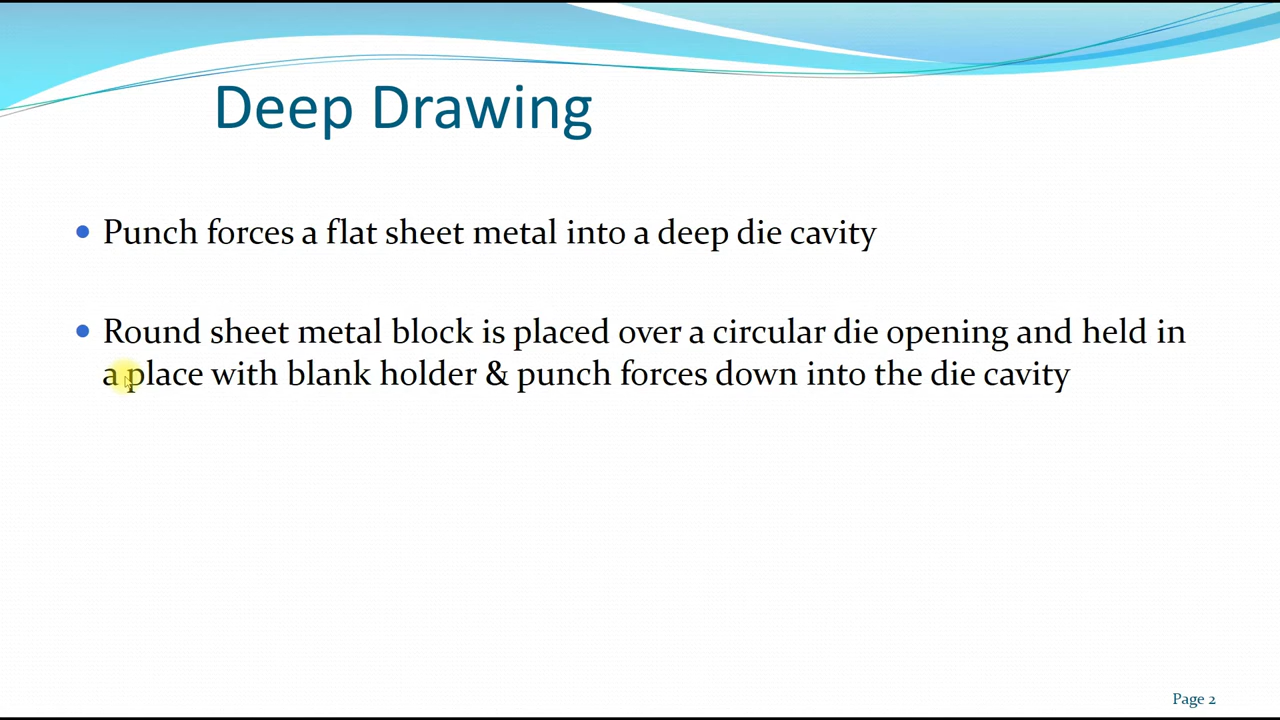 Deep Drawing
Punch forces a flat sheet metal into a deep die cavity
Round sheet metal block is placed over a circular die opening and held in
a place with blank holder & punch forces down into the die cavity
Page 2